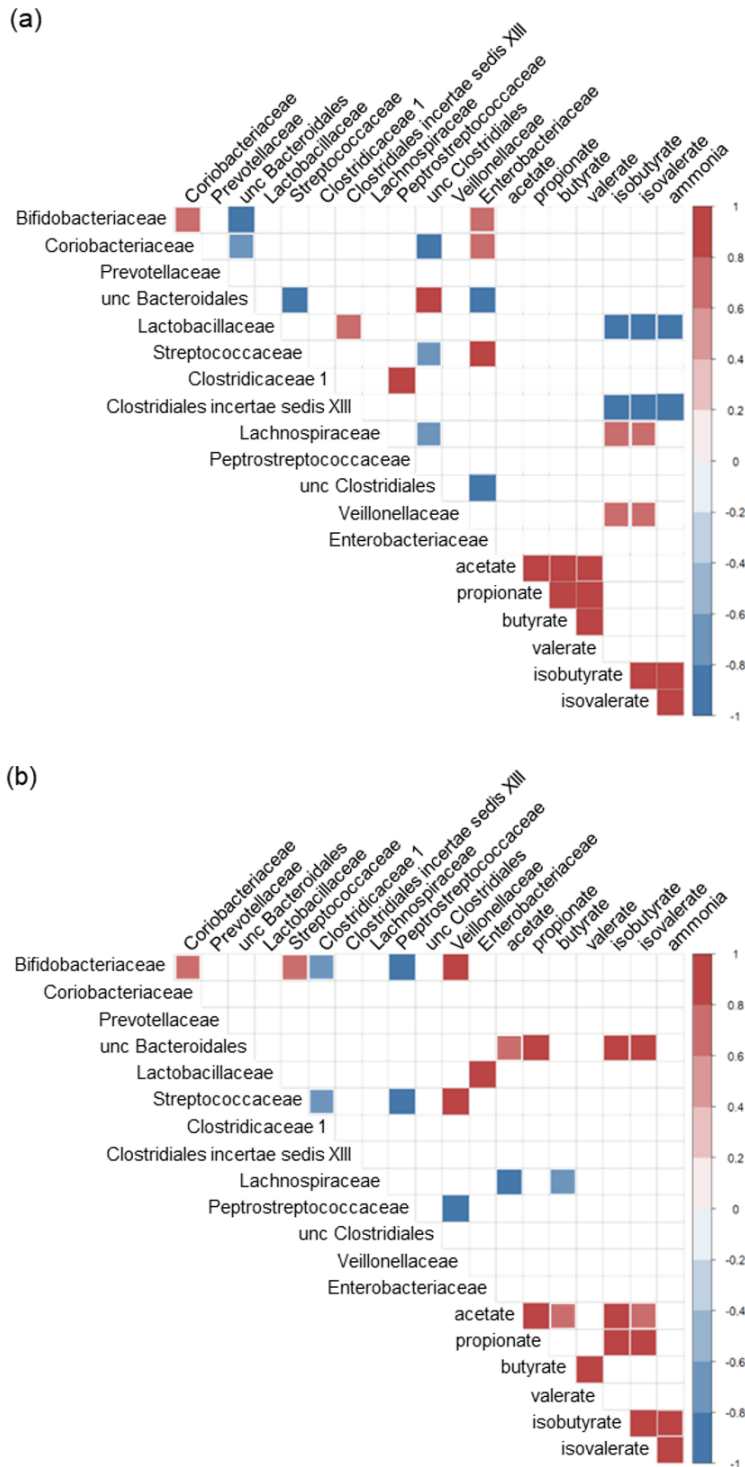 (a)
Coriobacteriaceae
Prevotellaceae
unc Bacteroidales
Lactobacillaceae
Streptococcaceae
Clostridicaceae 1
Clostridiales incertae sedis XIII
Lachnospiraceae
Peptrostreptococcaceae
unc Clostridiales
Veillonellaceae
Enterobacteriaceae
acetate
propionate
butyrate
valerate
isobutyrate
isovalerate
ammonia
Bifidobacteriaceae
Coriobacteriaceae
Prevotellaceae
unc Bacteroidales
Lactobacillaceae
Streptococcaceae
Clostridicaceae 1
Clostridiales incertae sedis XIII
Lachnospiraceae
Peptrostreptococcaceae
unc Clostridiales
Veillonellaceae
Enterobacteriaceae
acetate
propionate
butyrate
valerate
isobutyrate
isovalerate
1
0.8
0.6
0.4
0.2
0
-0.2
-0.4
-0.6
-0.8
-1
(b)
Coriobacteriaceae
Prevotellaceae
unc Bacteroidales
Lactobacillaceae
Streptococcaceae
Clostridicaceae 1
Clostridiales incertae sedis XIII
Lachnospiraceae
Peptrostreptococcaceae
unc Clostridiales
Veillonellaceae
Enterobacteriaceae
acetate
propionate
butyrate
valerate
isobutyrate
isovalerate
ammonia
Bifidobacteriaceae
Coriobacteriaceae
Prevotellaceae
unc Bacteroidales
Lactobacillaceae
Streptococcaceae
Clostridicaceae 1
Clostridiales incertae sedis XIII
Lachnospiraceae
Peptrostreptococcaceae
unc Clostridiales
Veillonellaceae
Enterobacteriaceae
acetate
propionate
butyrate
valerate
isobutyrate
isovalerate
1
0.8
0.6
0.4
0.2
0
-0.2
-0.4
-0.6
-0.8
-1